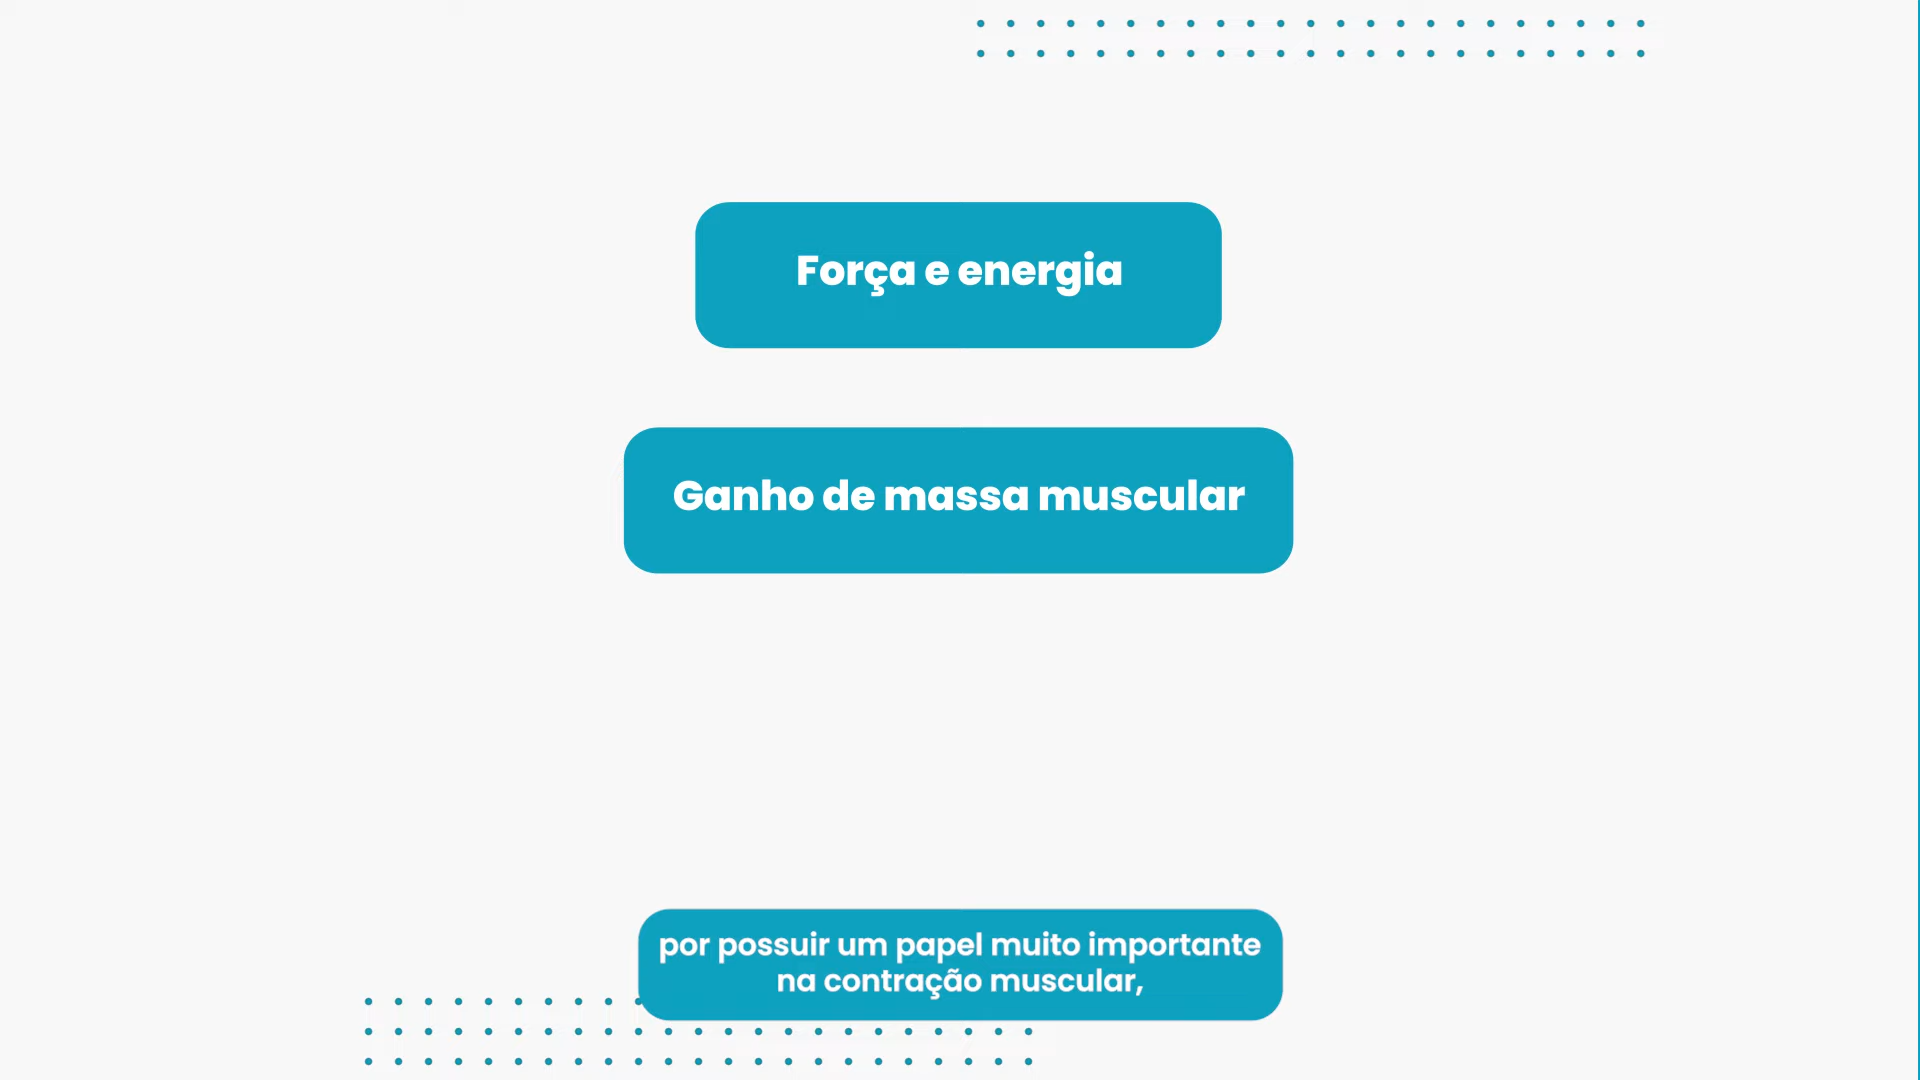 Força e energia
Ganho de massa muscular
por possuir um papel muito importante
na contração muscular,